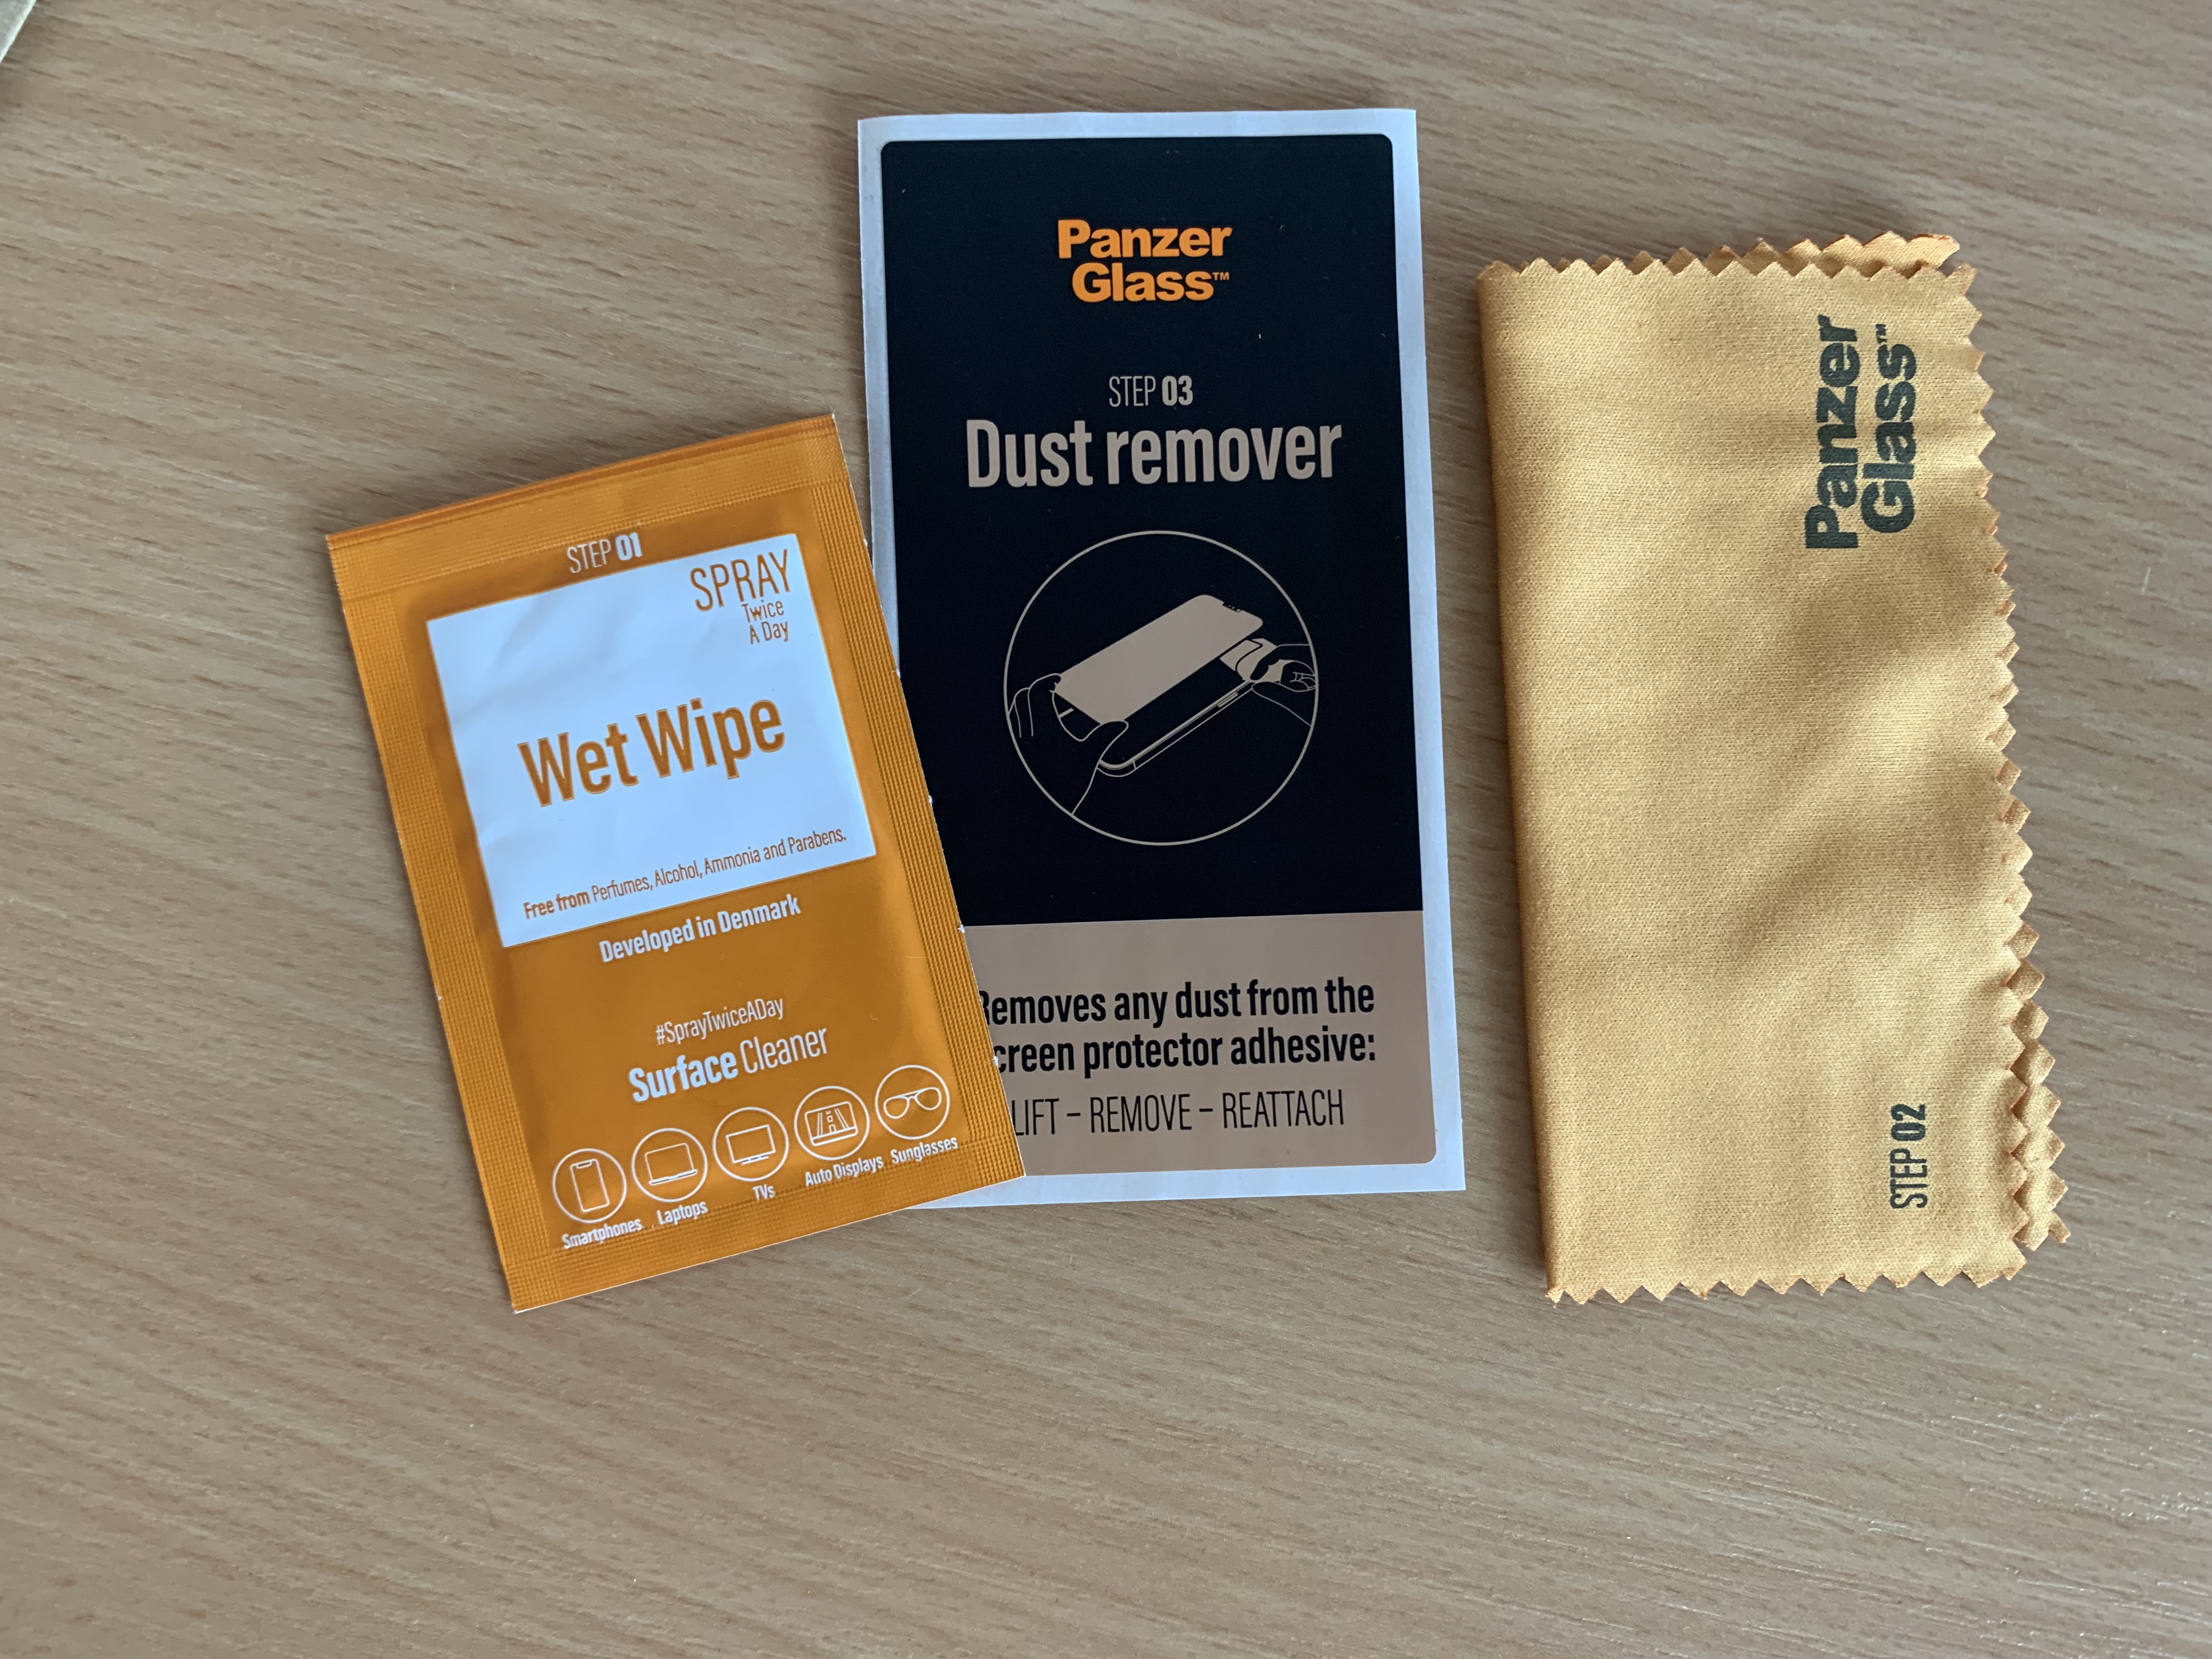 STEP 01
SPRAY
Twice
A Day
Wet Wipe
Free from Perfumes, Alcohol, Ammonia and Parabens.
Developed in Denmark
#SprayTwiceADay
Surface Cleaner
Smartphones Laptops TVs Auto Displays Sunglasses
Panzer
Glass™
STEP 03
Dust remover
Removes any dust from the
creen protector adhesive:
LIFT – REMOVE – REATTACH
Panzer
Glass™
STEP 02